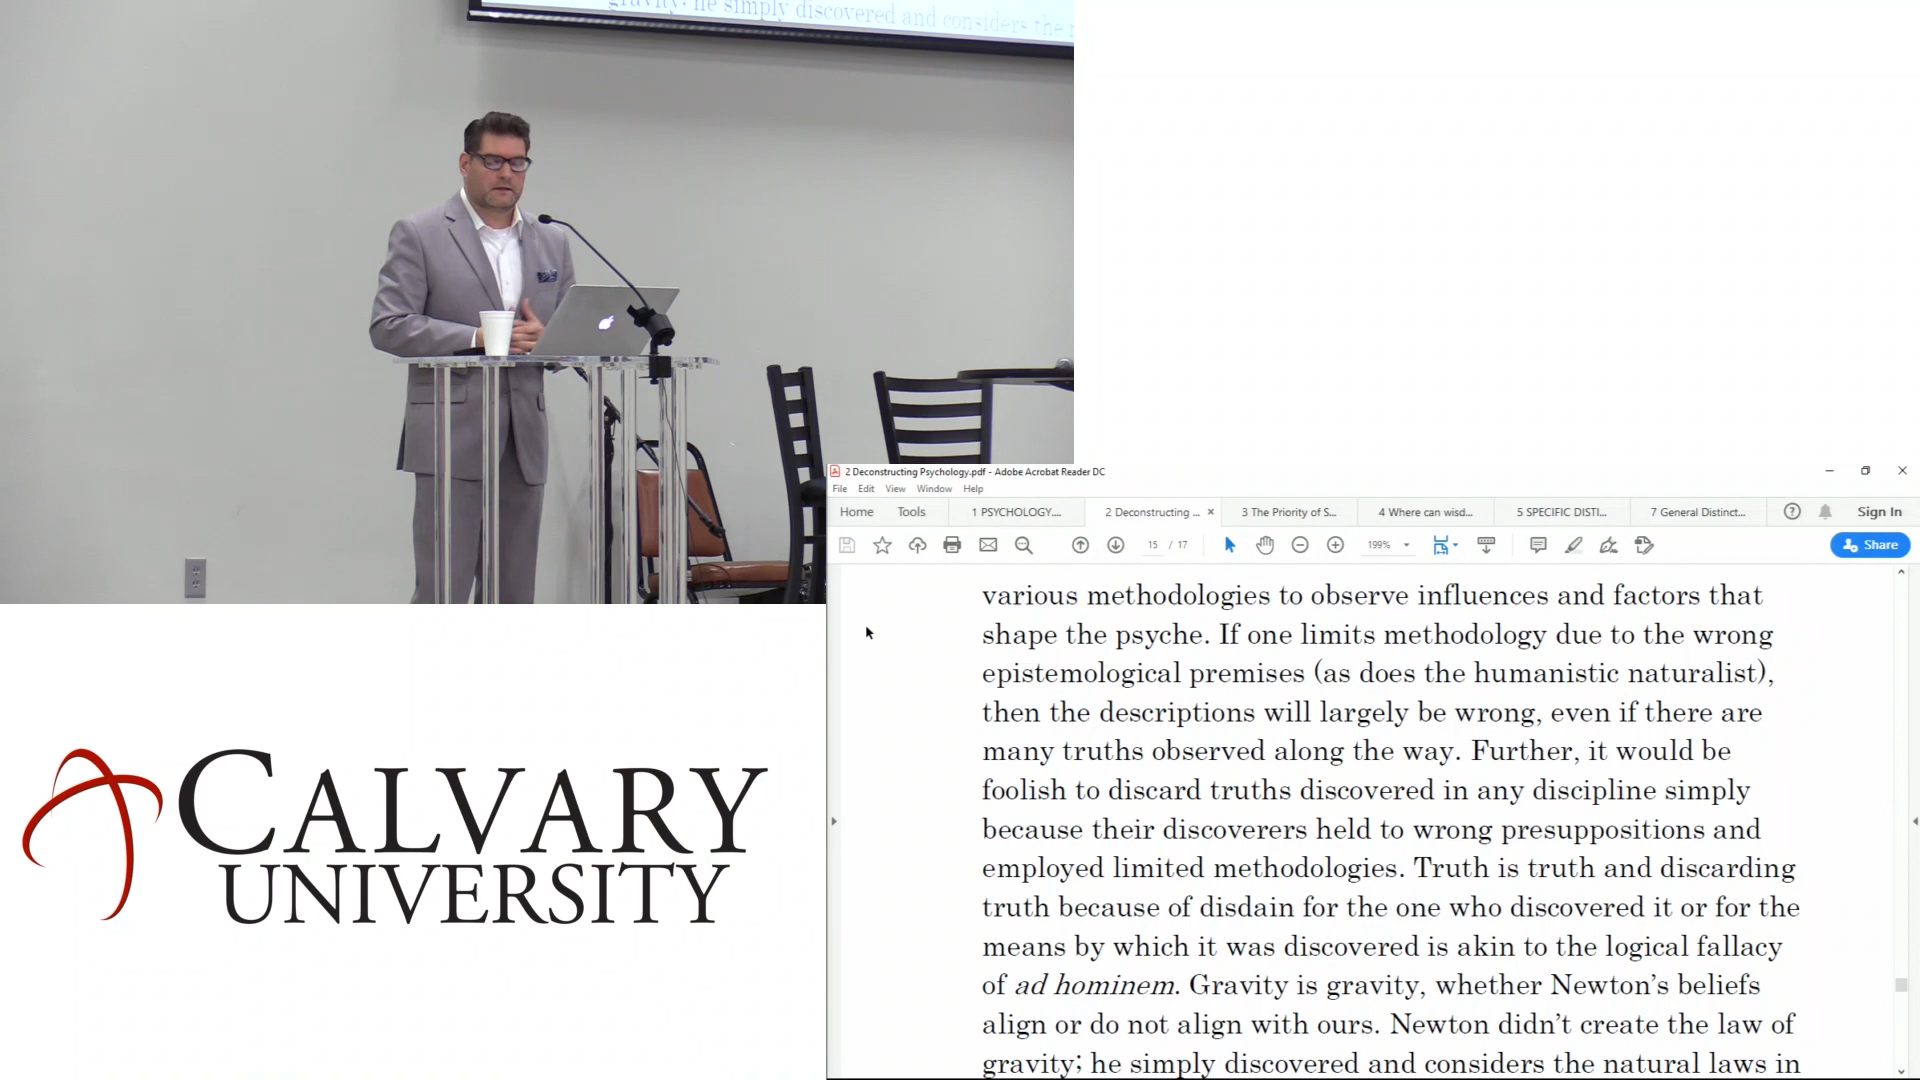 gravity; he simply discovered and considers the
2 Deconstructing Psychology.pdf - Adobe Acrobat Reader DC
File Edit View Window Help
Home Tools 1 PSYCHOLOGY.... 2 Deconstructing ... × 3 The Priority of S... 4 Where can wisd... 5 SPECIFIC DISTI... 7 General Distinct... Sign In
15 / 17 199% Share
various methodologies to observe influences and factors that
shape the psyche. If one limits methodology due to the wrong
epistemological premises (as does the humanistic naturalist),
then the descriptions will largely be wrong, even if there are
many truths observed along the way. Further, it would be
foolish to discard truths discovered in any discipline simply
because their discoverers held to wrong presuppositions and
employed limited methodologies. Truth is truth and discarding
truth because of disdain for the one who discovered it or for the
means by which it was discovered is akin to the logical fallacy
of ad hominem. Gravity is gravity, whether Newton’s beliefs
align or do not align with ours. Newton didn’t create the law of
gravity; he simply discovered and considers the natural laws in
CALVARY
UNIVERSITY